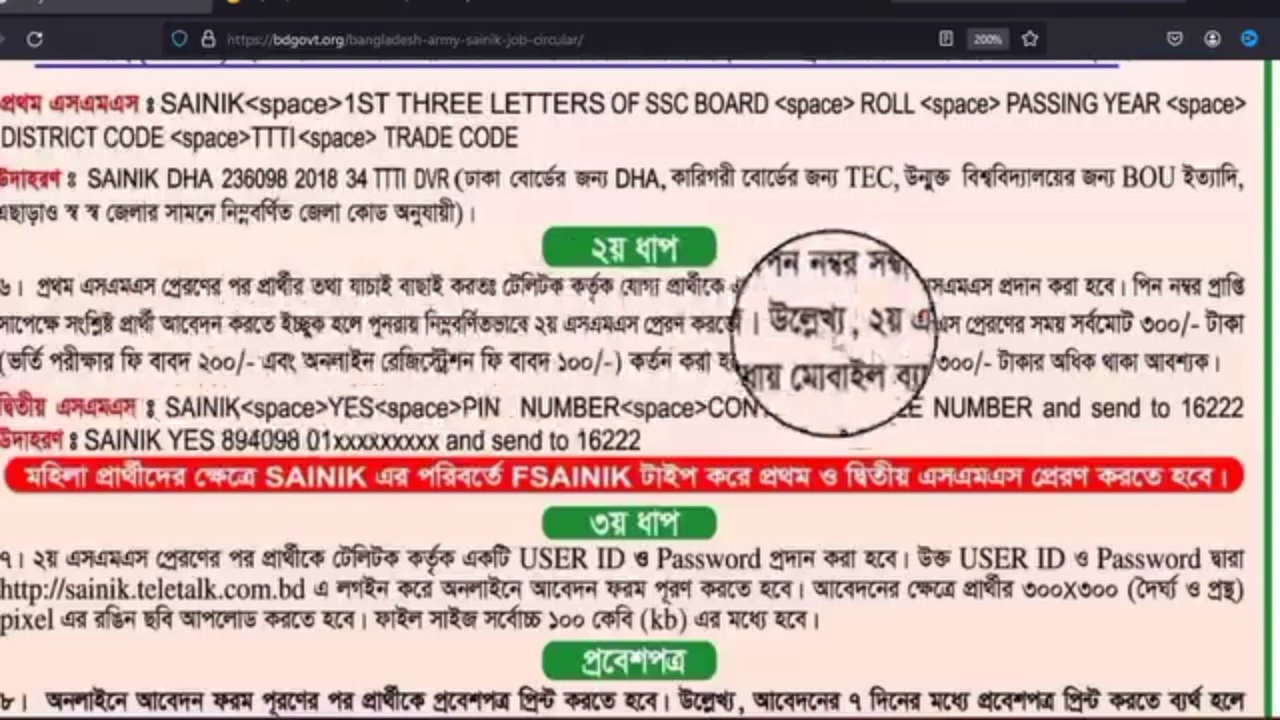 https://bdgovt.org/bangladesh-army-sainik-job-circular/
200%
প্রথম এসএমএস ঃ SAINIK<space>1ST THREE LETTERS OF SSC BOARD <space> ROLL <space> PASSING YEAR <space>
DISTRICT CODE <space>TTTI<space> TRADE CODE
উদাহরণ ঃ SAINIK DHA 236098 2018 34 TTTI DVR (ঢাকা বোর্ডের জন্য DHA, কারিগরী বোর্ডের জন্য TEC, উন্মুক্ত বিশ্ববিদ্যালয়ের জন্য BOU ইত্যাদি,
এছাড়াও স্ব স্ব জেলার সামনে নিম্নবর্ণিত জেলা কোড অনুযায়ী)।
২য় ধাপ
৬। প্রথম এসএমএস প্রেরণের পর প্রার্থীর তথ্য যাচাই বাছাই করতঃ টেলিটক কর্তৃক যোগ্য প্রার্থীকে পিন নম্বর এসএমএস প্রদান করা হবে। পিন নম্বর প্রাপ্তি
সাপেক্ষে সংশ্লিষ্ট প্রার্থী আবেদন করতে ইচ্ছুক হলে পুনরায় নিম্নবর্ণিতভাবে ২য় এসএমএস প্রেরণ করতে । উল্লেখ্য, ২য় প্রেরণের সময় সর্বমোট ৩০০/- টাকা
(ভর্তি পরীক্ষার ফি বাবদ ২০০/- এবং অনলাইন রেজিস্ট্রেশন ফি বাবদ ১০০/-) কর্তন করা মোবাইল ৩০০/- টাকার অধিক থাকা আবশ্যক।
দ্বিতীয় এসএমএস ঃ SAINIK<space>YES<space>PIN NUMBER<space> NUMBER and send to 16222
উদাহরণ ঃ SAINIK YES 894098 01xxxxxxxxx and send to 16222
মহিলা প্রার্থীদের ক্ষেত্রে SAINIK এর পরিবর্তে FSAINIK টাইপ করে প্রথম ও দ্বিতীয় এসএমএস প্রেরণ করতে হবে।
৩য় ধাপ
৭। ২য় এসএমএস প্রেরণের পর প্রার্থীকে টেলিটক কর্তৃক একটি USER ID ও Password প্রদান করা হবে। উক্ত USER ID ও Password দ্বারা
http://sainik.teletalk.com.bd এ লগইন করে অনলাইনে আবেদন ফরম পূরণ করতে হবে। আবেদনের ক্ষেত্রে প্রার্থীর ৩০০X৩০০ (দৈর্ঘ্য ও প্রস্থ)
pixel এর রঙিন ছবি আপলোড করতে হবে। ফাইল সাইজ সর্বোচ্চ ১০০ কেবি (kb) এর মধ্যে হবে।
প্রবেশপত্র
৮। অনলাইনে আবেদন ফরম পূরণের পর প্রার্থীকে প্রবেশপত্র প্রিন্ট করতে হবে। উল্লেখ্য, আবেদনের ৭ দিনের মধ্যে প্রবেশপত্র প্রিন্ট করতে ব্যর্থ হলে